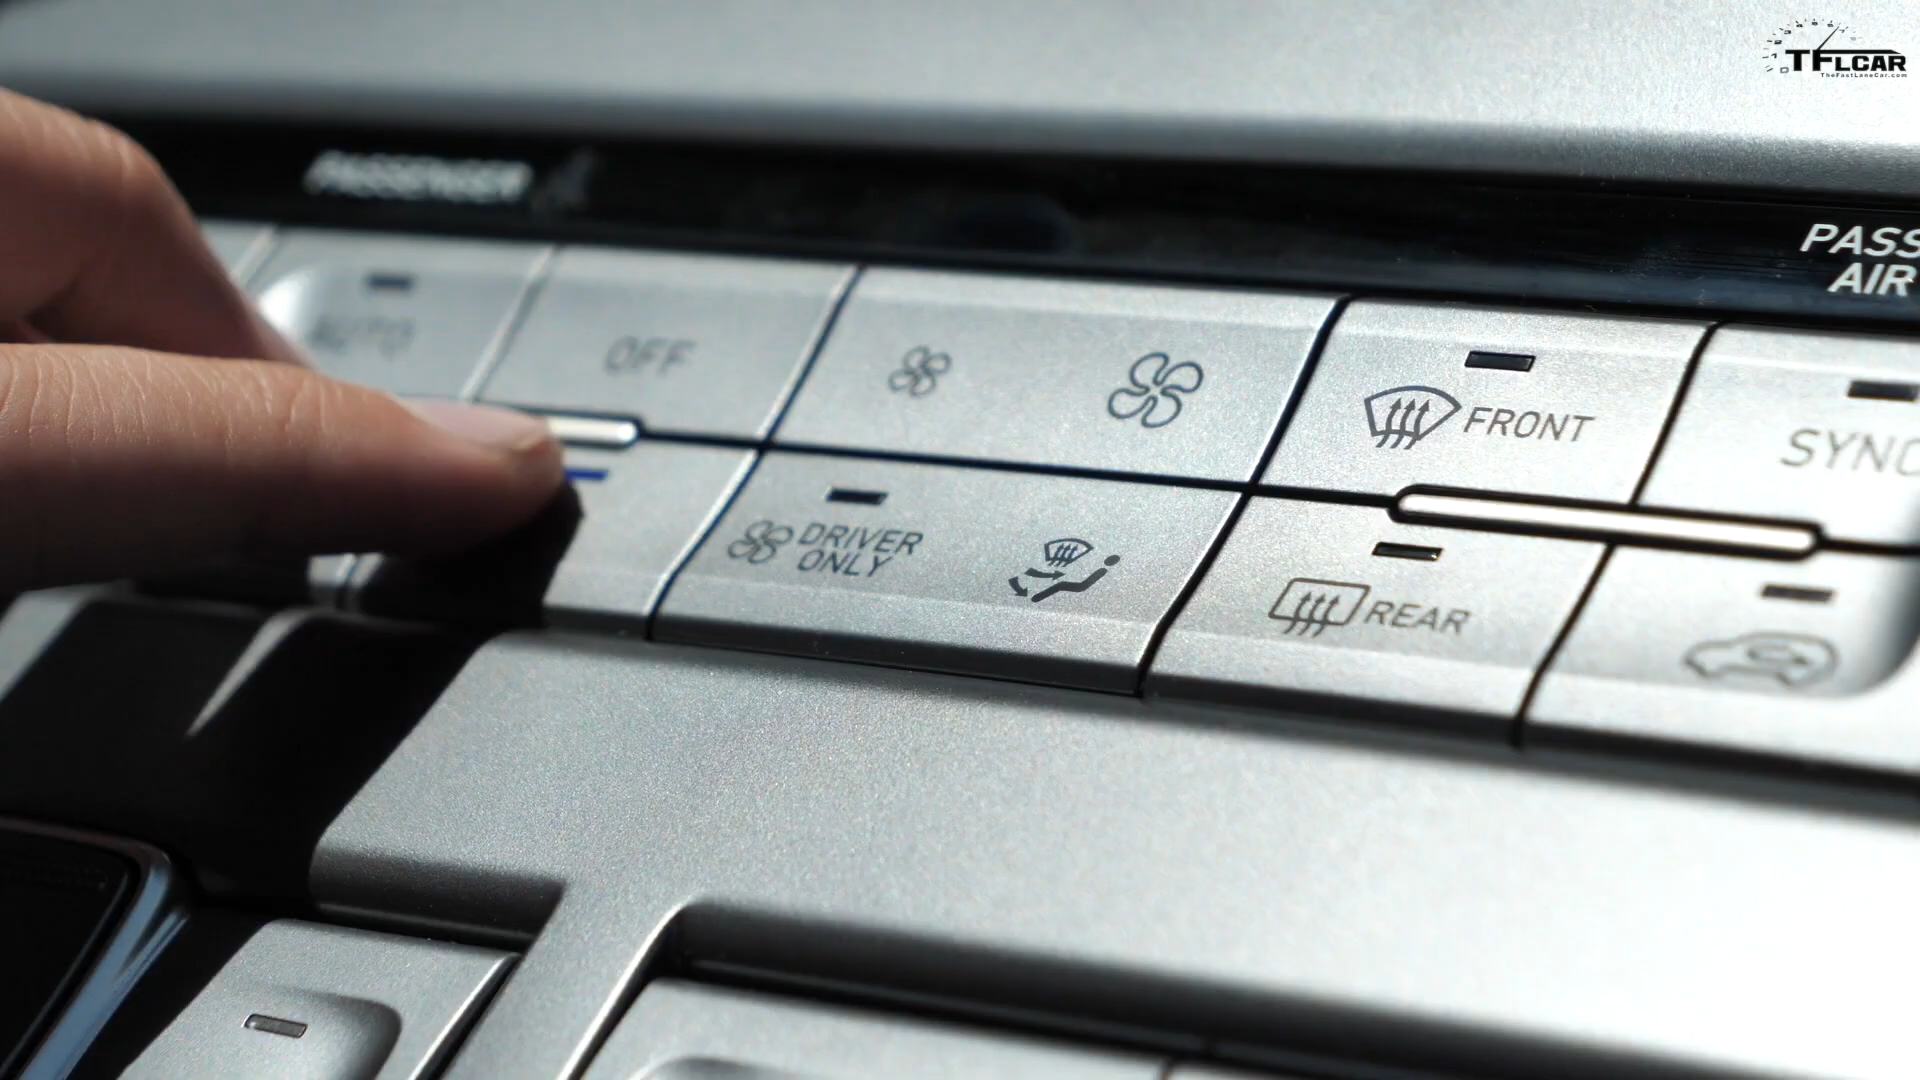 TFLCAR
TheFastLaneCar.com
PASSENGER
PASS
AIR
AUTO
OFF
FRONT
SYNC
DRIVER
ONLY
REAR